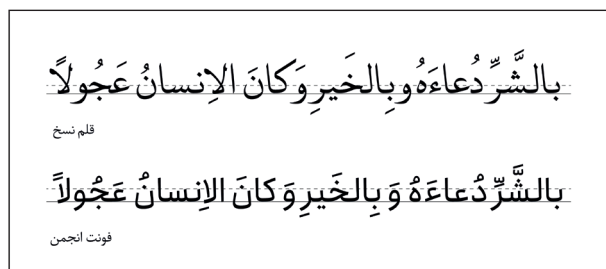 بالشَّرِّ دُعاءَهُ وبِالخَيرِ وَكانَ الاِنسانُ عَجُولاً
قلم نسخ
بالشَّرِّ دُعاءَهُ وَ بِالخَيرِ وَ كانَ الاِنسانُ عَجُولاً
فونت انجمن